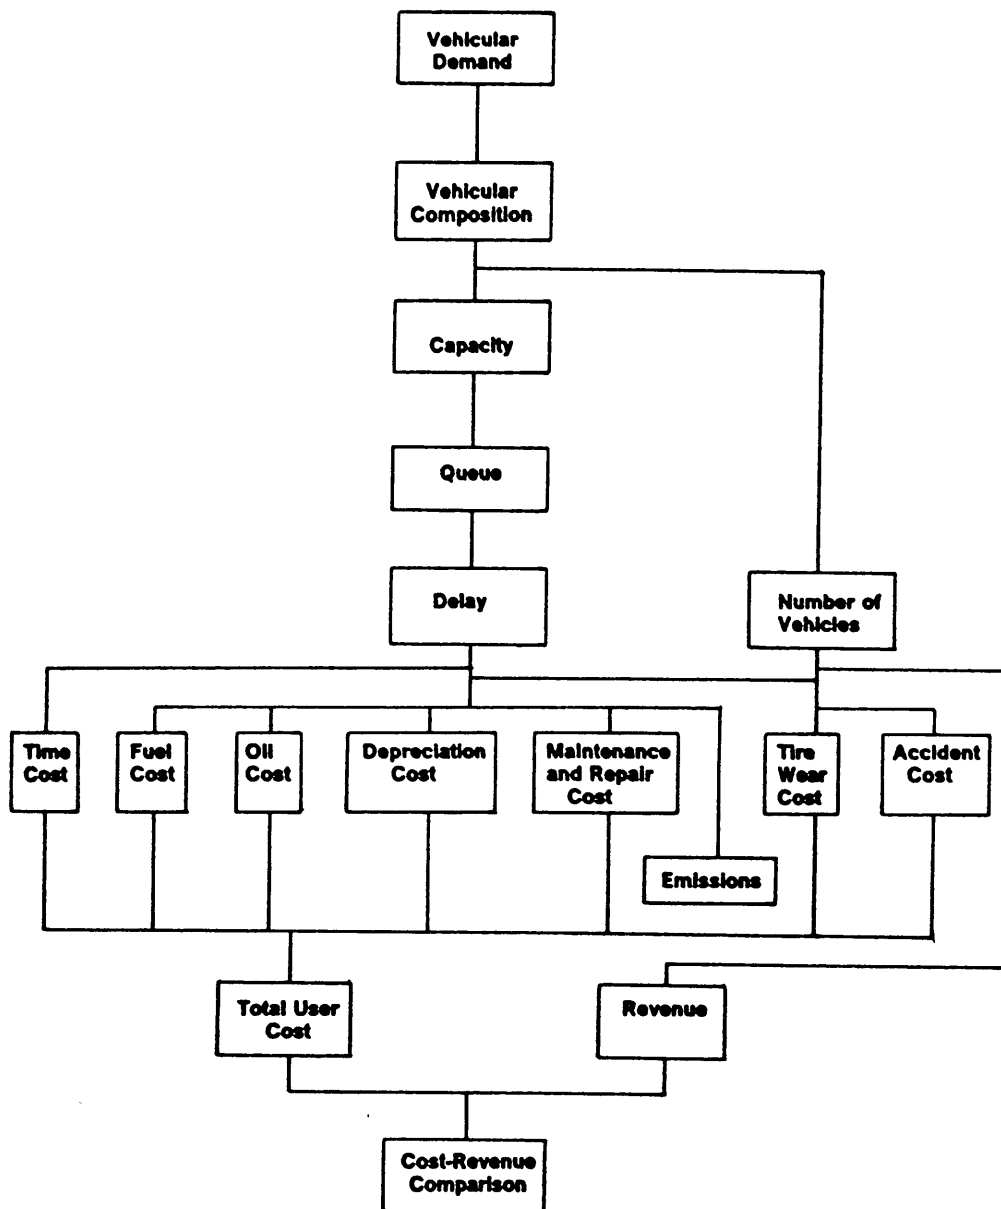 Vehicular
Demand
Vehicular
Composition
Capacity
Queue
Delay
Number of
Vehicles
Time
Cost
Fuel
Cost
Oil
Cost
Depreciation
Cost
Maintenance
and Repair
Cost
Tire
Wear
Cost
Accident
Cost
Emissions
Total User
Cost
Revenue
Cost-Revenue
Comparison